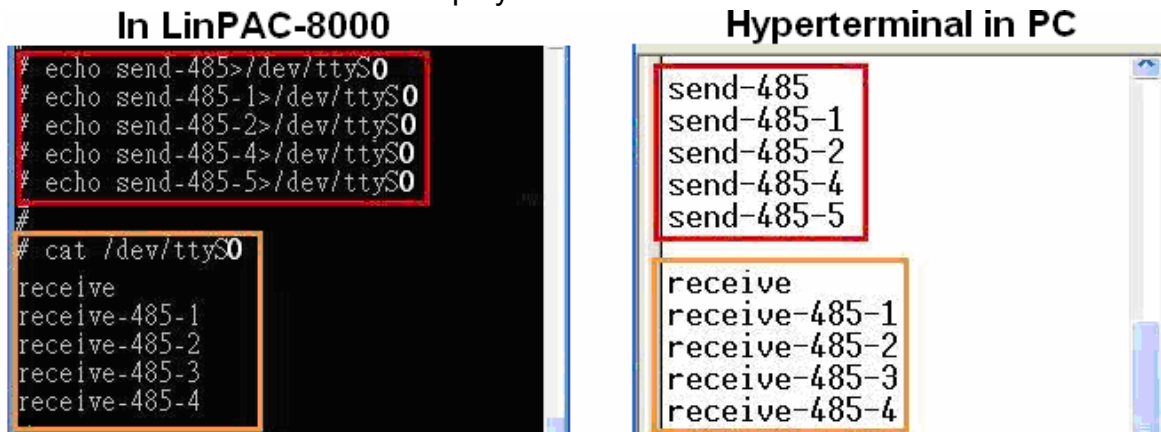 In LinPAC-8000
# echo send-485>/dev/ttyS0
# echo send-485-1>/dev/ttyS0
# echo send-485-2>/dev/ttyS0
# echo send-485-4>/dev/ttyS0
# echo send-485-5>/dev/ttyS0
#
# cat /dev/ttyS0
receive
receive-485-1
receive-485-2
receive-485-3
receive-485-4
Hyperterminal in PC
send-485
send-485-1
send-485-2
send-485-4
send-485-5
receive
receive-485-1
receive-485-2
receive-485-3
receive-485-4